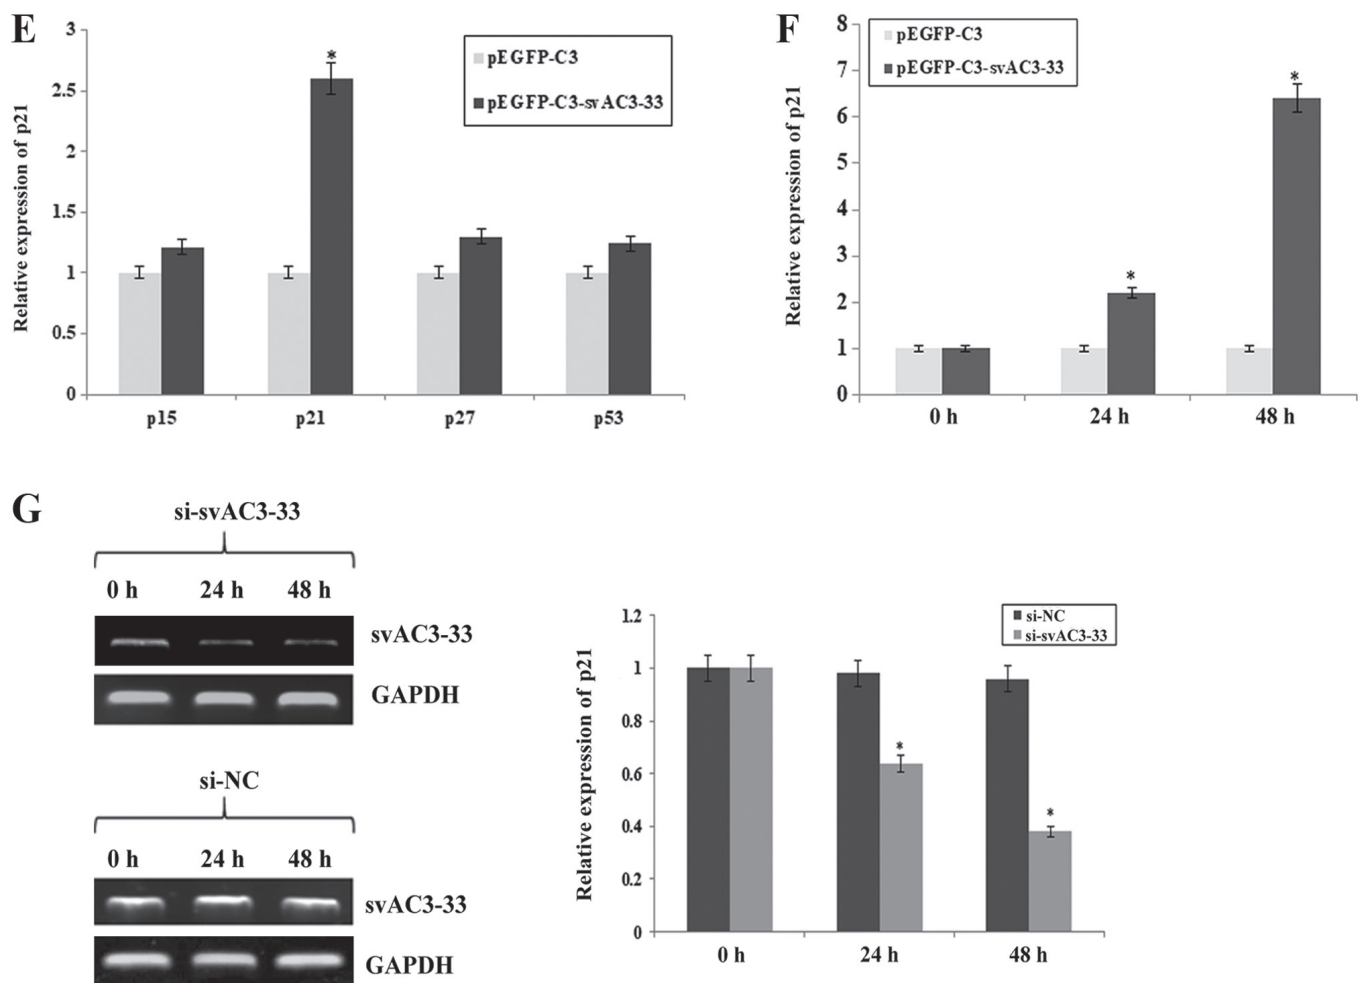 E
3
2.5
2
1.5
1
0.5
0
Relative expression of p21
*
pEGFP-C3
pEGFP-C3-svAC3-33
p15 p21 p27 p53
F
8
7
6
5
4
3
2
1
0
Relative expression of p21
pEGFP-C3
pEGFP-C3-svAC3-33
*
*
0 h 24 h 48 h
G
si-svAC3-33
0 h 24 h 48 h
svAC3-33
GAPDH
si-NC
0 h 24 h 48 h
svAC3-33
GAPDH
1.2
1
0.8
0.6
0.4
0.2
0
Relative expression of p21
si-NC
si-svAC3-33
*
*
0 h 24 h 48 h